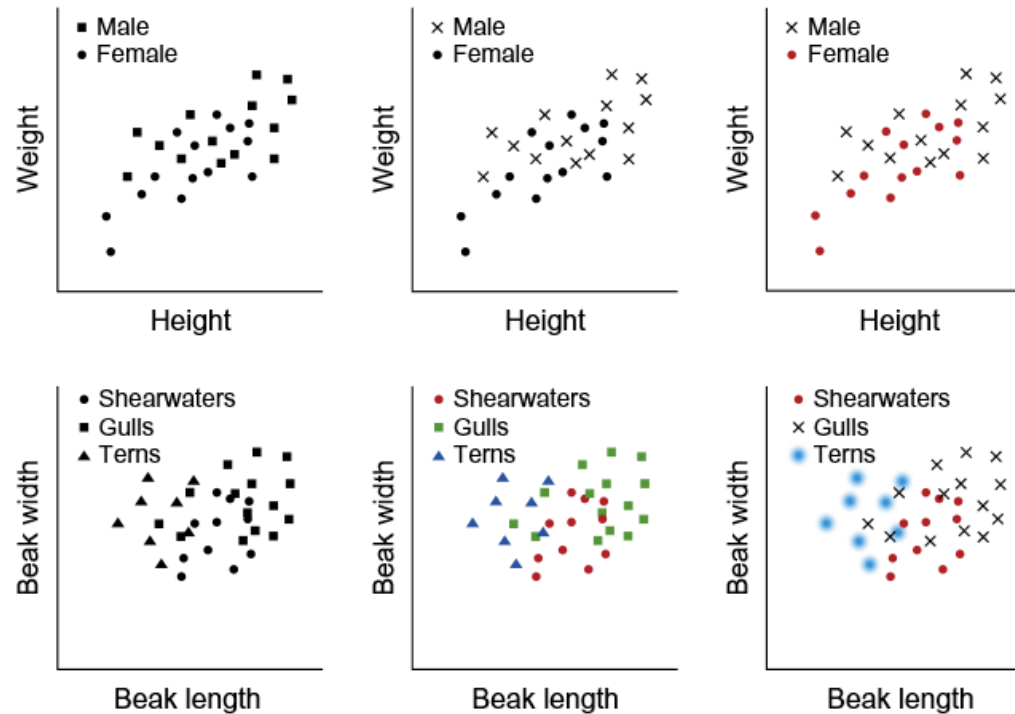 Male
Female
Weight
Height
Male
Female
Weight
Height
Male
Female
Weight
Height
Shearwaters
Gulls
Terns
Beak width
Beak length
Shearwaters
Gulls
Terns
Beak width
Beak length
Shearwaters
Gulls
Terns
Beak width
Beak length